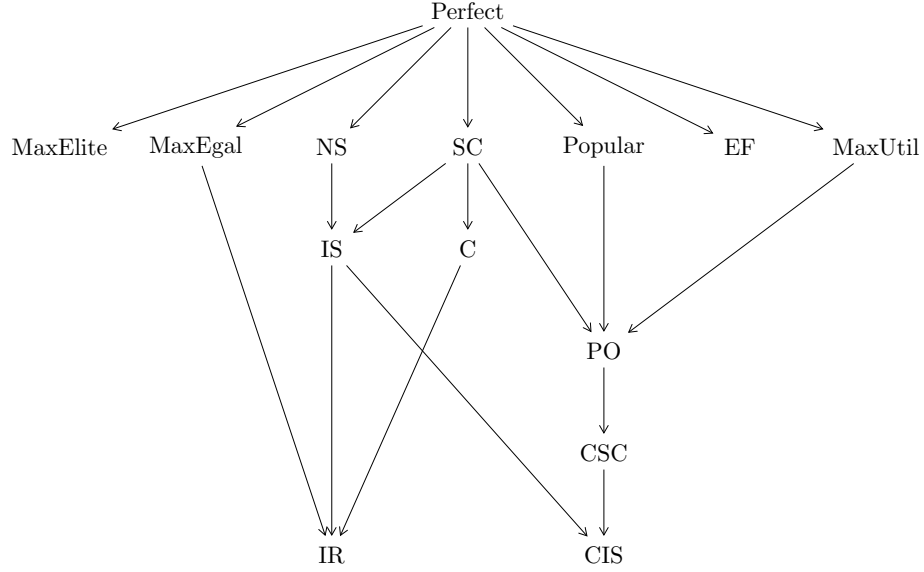 Perfect
MaxElite MaxEgal NS SC Popular EF MaxUtil
IS C
PO
CSC
IR CIS